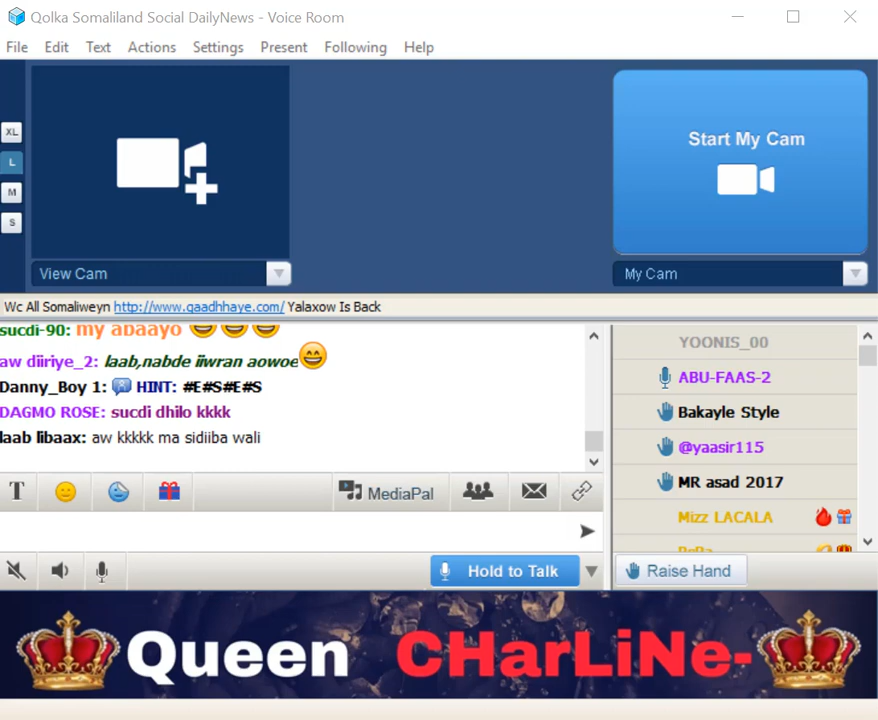 Qolka Somaliland Social DailyNews - Voice Room
File Edit Text Actions Settings Present Following Help
XL
L
M
S
Start My Cam
View Cam
My Cam
Wc All Somaliweyn http://www.qaadhhaye.com/ Yalaxow Is Back
sucdi-90: my abaayo
aw diiriye_2: laab,nabde iiwran aowoe
Danny_Boy 1: HINT: #E#S#E#S
DAGMO ROSE: sucdi dhilo kkkk
laab libaax: aw kkkkk ma sidiiba wali
YOONIS_00
ABU-FAAS-2
Bakayle Style
@yaasir115
MR asad 2017
Mizz LACALA
T
MediaPal
Hold to Talk
Raise Hand
Queen CHarLiNe-